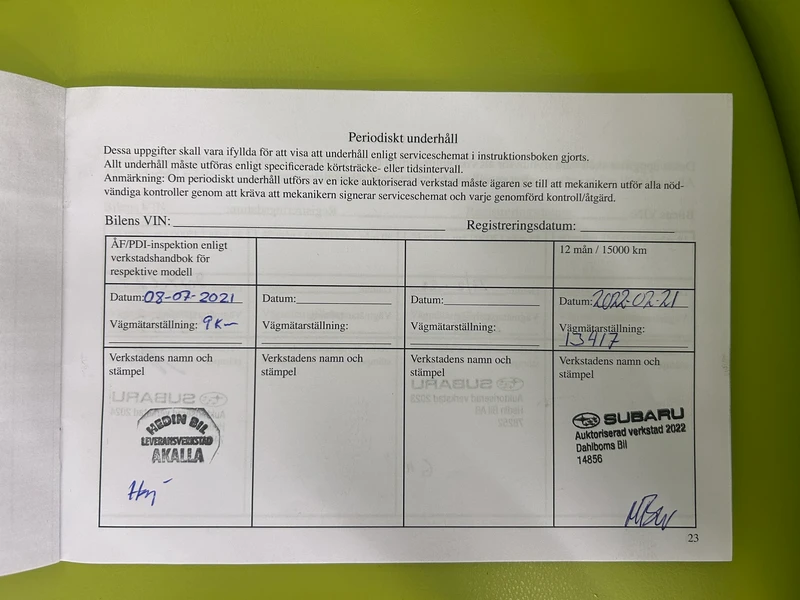 Periodiskt underhåll
Dessa uppgifter skall vara ifyllda för att visa att underhåll enligt serviceschemat i instruktionsboken gjorts.
Allt underhåll måste utföras enligt specificerade körtsträcke- eller tidsintervall.
Anmärkning: Om periodiskt underhåll utförs av en icke auktoriserad verkstad måste ägaren se till att mekanikern utför alla nöd-
vändiga kontroller genom att kräva att mekanikern signerar serviceschemat och varje genomförd kontroll/åtgärd.
Bilens VIN: Registreringsdatum:
ÅF/PDI-inspektion enligt
verkstadshandbok för
respektive modell
Datum: 08-07-2021
Vägmätarställning: 9 K
Verkstadens namn och
stämpel
HEDIN BIL
LEVERANSVERKSTAD
AKALLA
Datum:
Vägmätarställning:
Verkstadens namn och
stämpel
Datum:
Vägmätarställning:
Verkstadens namn och
stämpel
12 mån / 15000 km
Datum: 2022-02-21
Vägmätarställning:
13417
Verkstadens namn och
stämpel
SUBARU
Auktoriserad verkstad 2022
Dahlboms Bil
14856
23